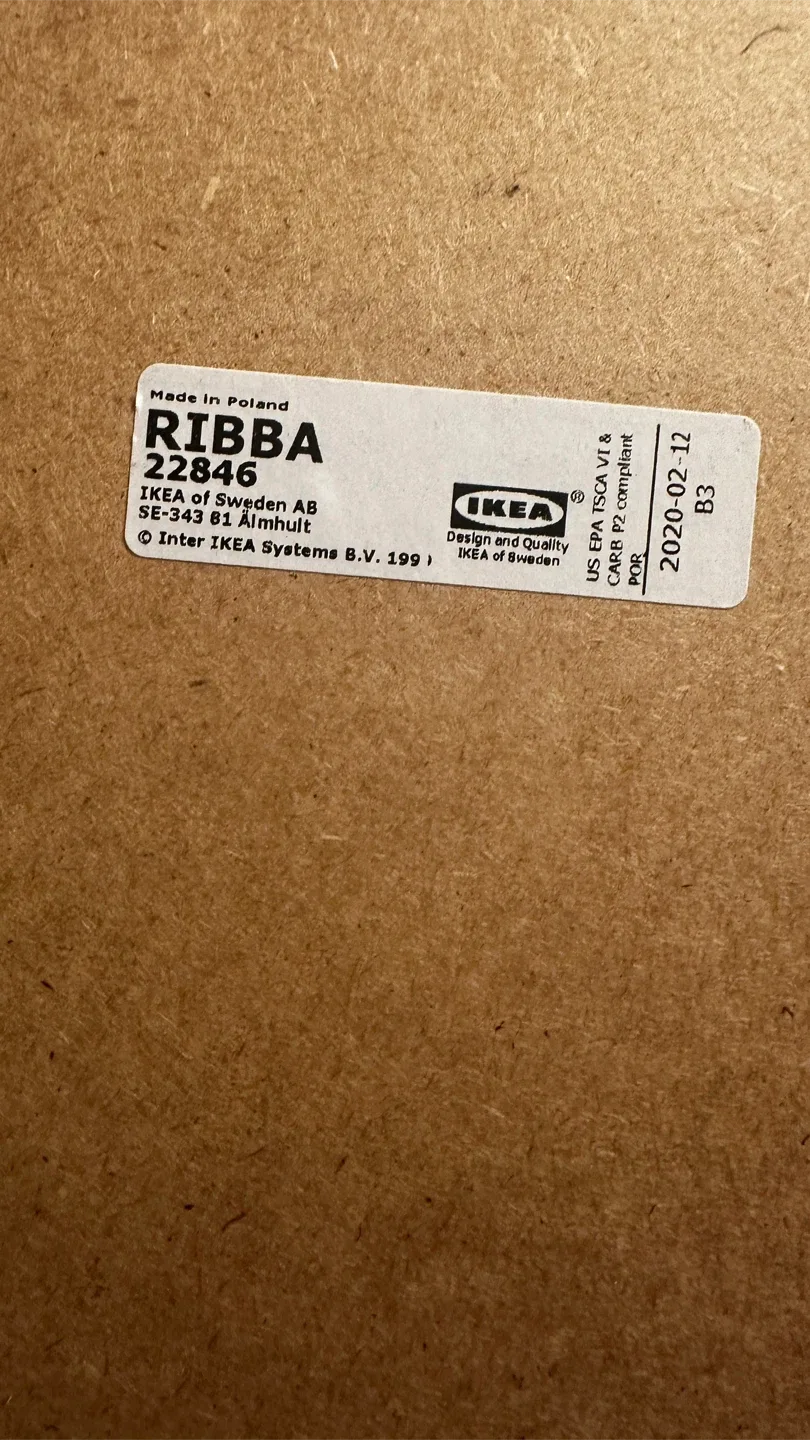 Made in Poland
RIBBA
22846
IKEA of Sweden AB
SE-343 81 Älmhult
© Inter IKEA Systems B.V.
IKEA®
Design and Quality
IKEA of Sweden
US EPA TSCA VI &
CARB P2 compliant
POR
2020-02-12
B3